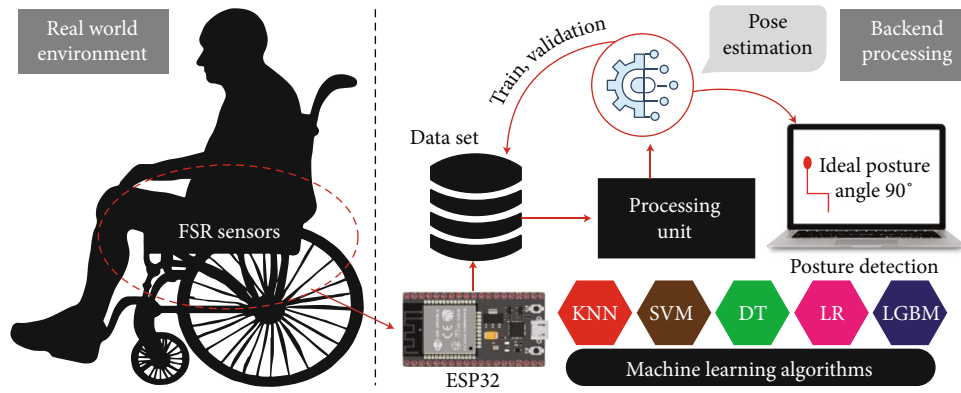 Real world
environment
FSR sensors
Train, validation
Pose
estimation
Backend
processing
Data set
Processing
unit
Ideal posture
angle 90°
Posture detection
ESP32
KNN
SVM
DT
LR
LGBM
Machine learning algorithms